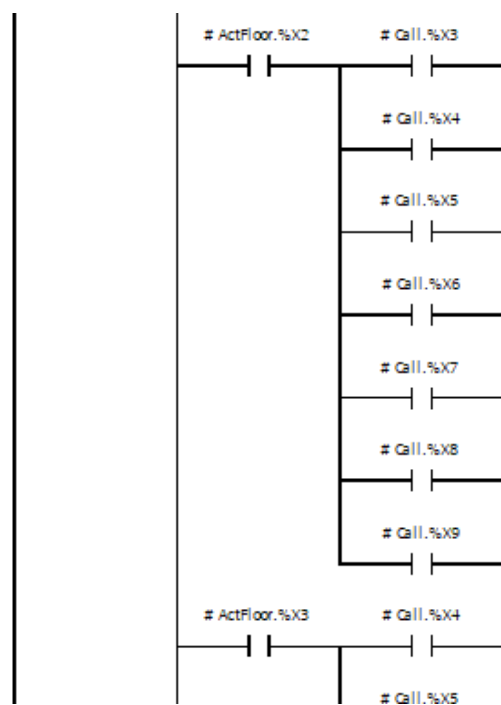 # ActFloor.%X2 # Call.%X3
# Call.%X4
# Call.%X5
# Call.%X6
# Call.%X7
# Call.%X8
# Call.%X9
# ActFloor.%X3 # Call.%X4
# Call.%X5